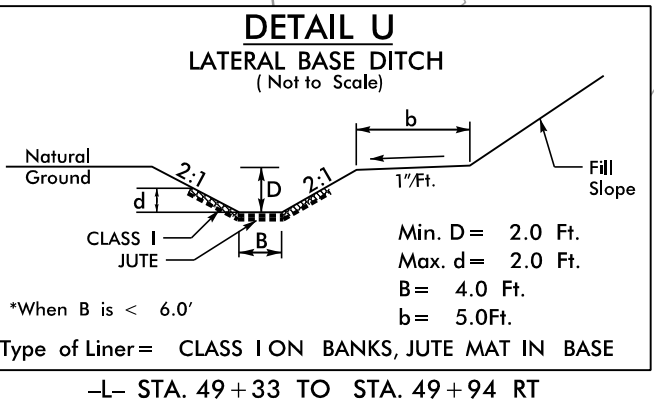 DETAIL U
LATERAL BASE DITCH
( Not to Scale)
b
Natural
Ground
2:1
D
2:1
1"/Ft.
Fill
Slope
d
CLASS I
B
JUTE
Min. D = 2.0 Ft.
Max. d = 2.0 Ft.
B = 4.0 Ft.
b = 5.0Ft.
*When B is < 6.0'
Type of Liner = CLASS I ON BANKS, JUTE MAT IN BASE
–L– STA. 49+33 TO STA. 49+94 RT